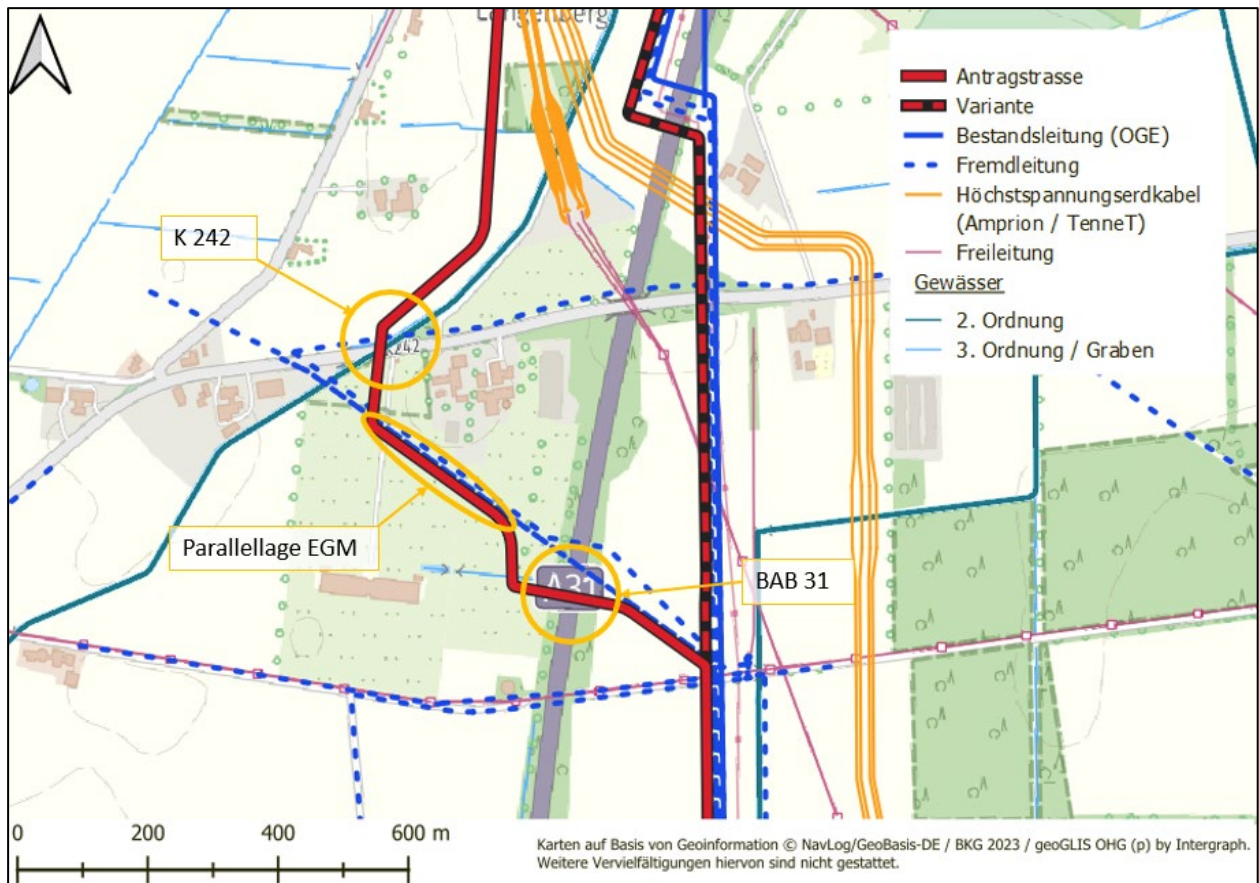 Langenberg
Antragstrasse
Variante
Bestandsleitung (OGE)
Fremdleitung
Höchstspannungserdkabel
(Amprion / TenneT)
Freileitung
Gewässer
2. Ordnung
3. Ordnung / Graben
K 242
K242
Parallellage EGM
A31
BAB 31
0
200
400
600 m
Karten auf Basis von Geoinformation © NavLog/GeoBasis-DE / BKG 2023 / geoGLIS OHG (p) by Intergraph.
Weitere Vervielfältigungen hiervon sind nicht gestattet.